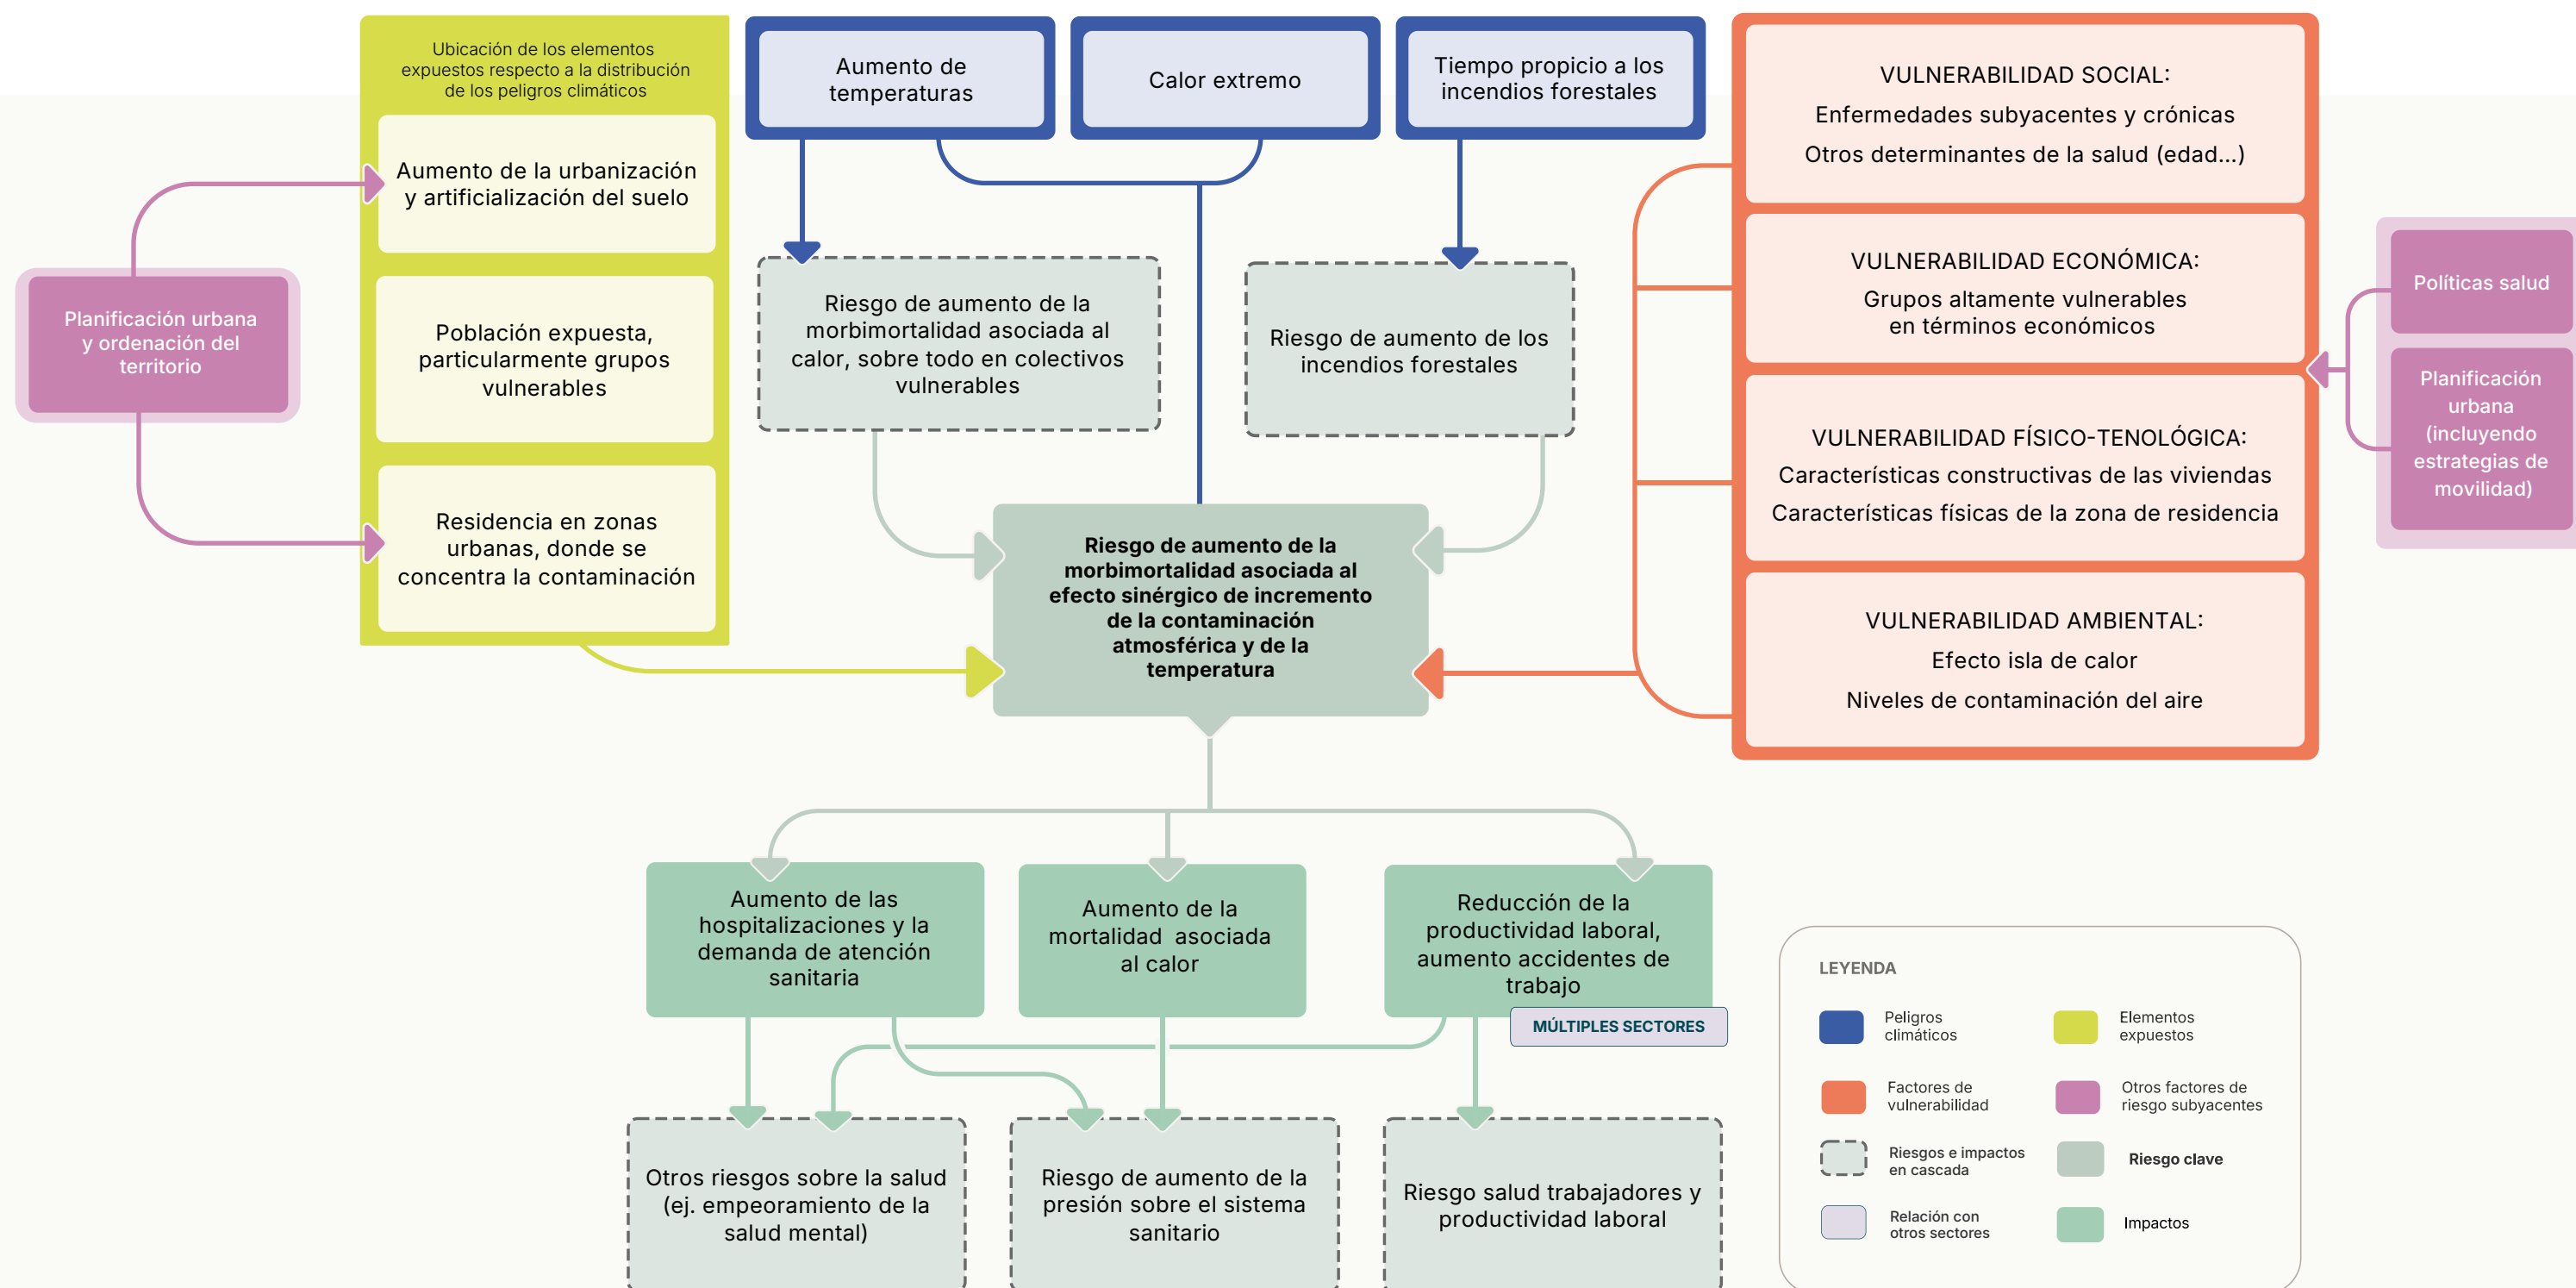 Ubicación de los elementos
expuestos respecto a la distribución
de los peligros climáticos
Aumento de la urbanización
y artificialización del suelo
Población expuesta,
particularmente grupos
vulnerables
Residencia en zonas
urbanas, donde se
concentra la contaminación
Planificación urbana
y ordenación del
territorio
Aumento de
temperaturas
Calor extremo
Tiempo propicio a los
incendios forestales
Riesgo de aumento de la
morbimortalidad asociada al
calor, sobre todo en colectivos
vulnerables
Riesgo de aumento de los
incendios forestales
Riesgo de aumento de la
morbimortalidad asociada al
efecto sinérgico de incremento
de la contaminación
atmosférica y de la
temperatura
VULNERABILIDAD SOCIAL:
Enfermedades subyacentes y crónicas
Otros determinantes de la salud (edad...)
VULNERABILIDAD ECONÓMICA:
Grupos altamente vulnerables
en términos económicos
VULNERABILIDAD FÍSICO-TENOLÓGICA:
Características constructivas de las viviendas
Características físicas de la zona de residencia
VULNERABILIDAD AMBIENTAL:
Efecto isla de calor
Niveles de contaminación del aire
Políticas salud
Planificación
urbana
(incluyendo
estrategias de
movilidad)
Aumento de las
hospitalizaciones y la
demanda de atención
sanitaria
Aumento de la
mortalidad asociada
al calor
Reducción de la
productividad laboral,
aumento accidentes de
trabajo
MÚLTIPLES SECTORES
Otros riesgos sobre la salud
(ej. empeoramiento de la
salud mental)
Riesgo de aumento de la
presión sobre el sistema
sanitario
Riesgo salud trabajadores y
productividad laboral
LEYENDA
Peligros
climáticos
Elementos
expuestos
Factores de
vulnerabilidad
Otros factores de
riesgo subyacentes
Riesgos e impactos
en cascada
Riesgo clave
Relación con
otros sectores
Impactos